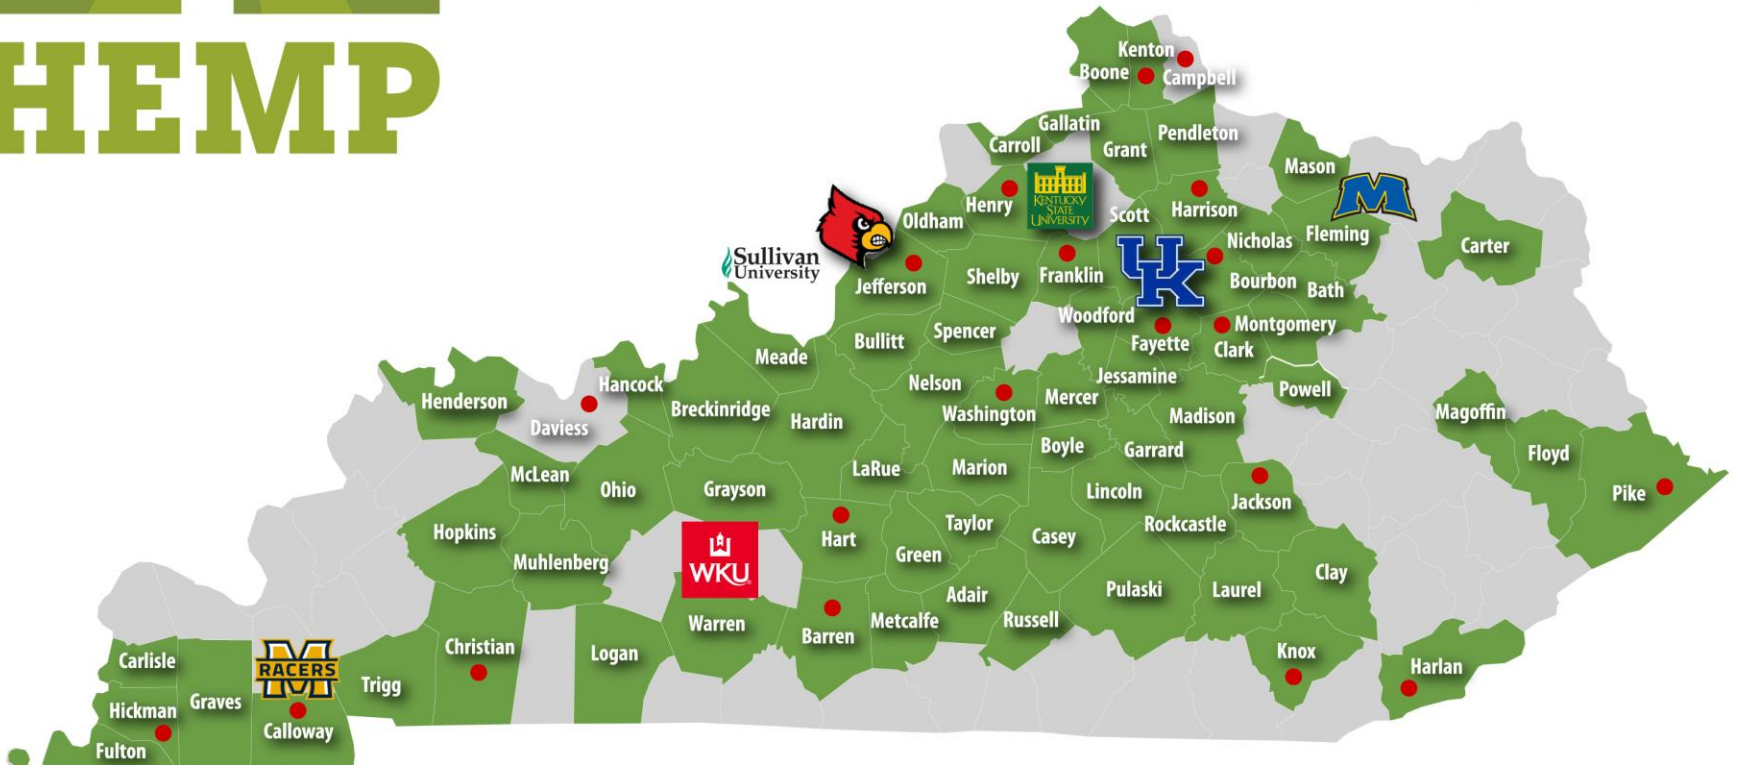 HEMP
Kenton
Boone
Campbell
Gallatin
Carroll
Grant
Pendleton
Mason
KENTUCKY
STATE
UNIVERSITY
M
Henry
Oldham
Scott
Harrison
Nicholas
Fleming
Carter
Sullivan
University
UK
Jefferson
Shelby
Franklin
Bourbon
Bath
Woodford
Montgomery
Spencer
Bullitt
Fayette
Clark
Meade
Hancock
Nelson
Jessamine
Powell
Henderson
Breckinridge
Washington
Mercer
Madison
Magoffin
Daviess
Hardin
Boyle
Garrard
Floyd
McLean
LaRue
Marion
Ohio
Grayson
Lincoln
Jackson
Pike
Hopkins
Hart
Taylor
Casey
Rockcastle
Muhlenberg
WKU
Green
Clay
Adair
Pulaski
Laurel
Warren
Barren
Metcalfe
Russell
Christian
Logan
Knox
Carlisle
M
RACERS
Trigg
Harlan
Hickman
Graves
Calloway
Fulton